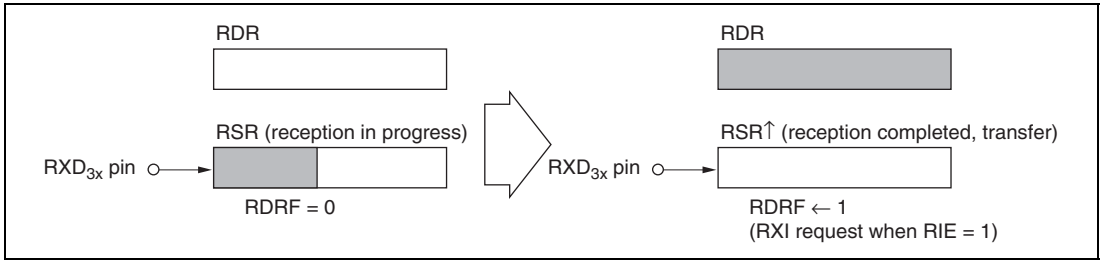 RDR
RSR (reception in progress)
RXD3x pin
RDRF = 0
RDR
RSR↑ (reception completed, transfer)
RXD3x pin
RDRF ← 1
(RXI request when RIE = 1)